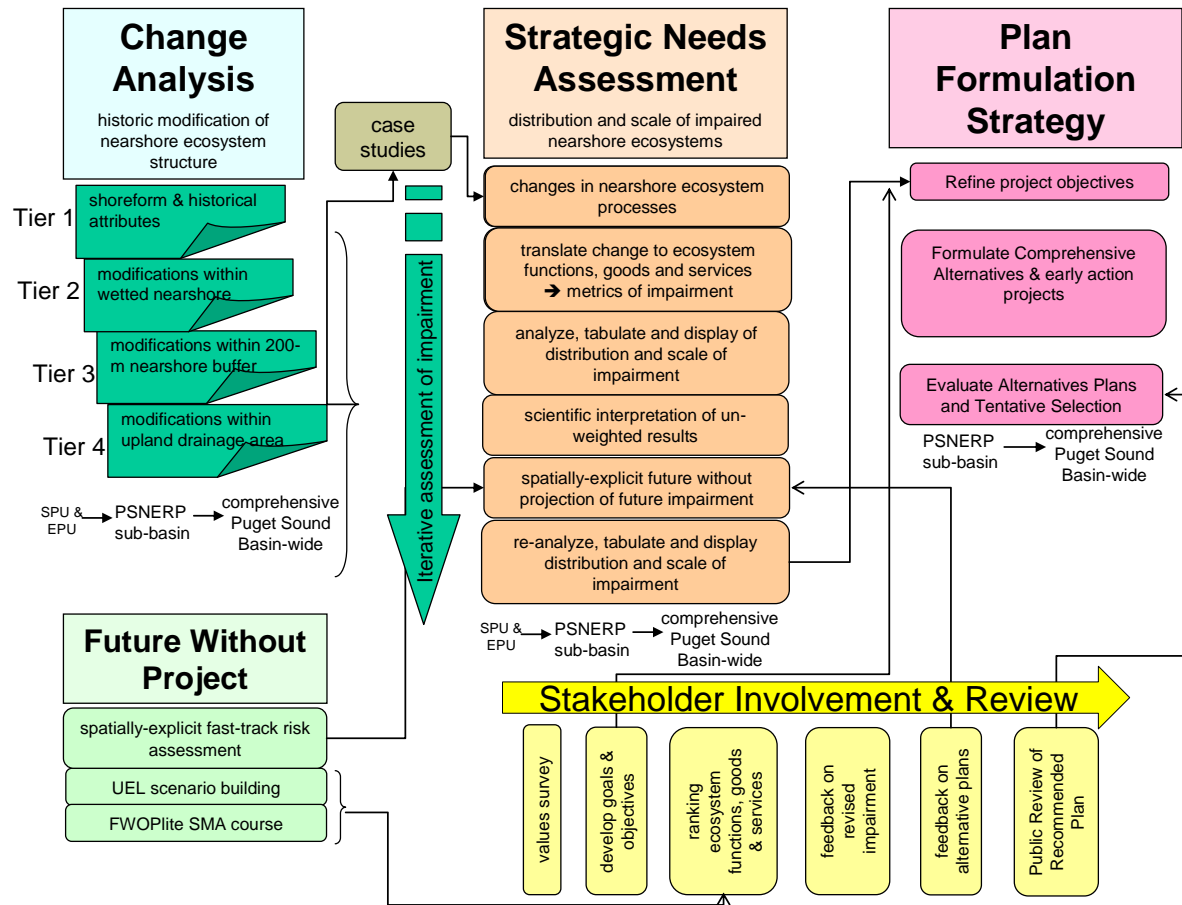 Change
Analysis
historic modification of
nearshore ecosystem
structure
Tier 1
shoreform & historical
attributes
Tier 2
modifications within
wetted nearshore
Tier 3
modifications within 200-
m nearshore buffer
Tier 4
modifications within
upland drainage area
SPU &
EPU
PSNERP
sub-basin
comprehensive
Puget Sound
Basin-wide
case
studies
Iterative assessment of impairment
Strategic Needs
Assessment
distribution and scale of impaired
nearshore ecosystems
changes in nearshore ecosystem
processes
translate change to ecosystem
functions, goods and services
➔ metrics of impairment
analyze, tabulate and display of
distribution and scale of
impairment
scientific interpretation of un-
weighted results
spatially-explicit future without
projection of future impairment
re-analyze, tabulate and display
distribution and scale of
impairment
SPU &
EPU
PSNERP
sub-basin
comprehensive
Puget Sound
Basin-wide
Plan
Formulation
Strategy
Refine project objectives
Formulate Comprehensive
Alternatives & early action
projects
Evaluate Alternatives Plans
and Tentative Selection
PSNERP
sub-basin
comprehensive
Puget Sound
Basin-wide
Future Without
Project
spatially-explicit fast-track risk
assessment
UEL scenario building
FWOPlite SMA course
Stakeholder Involvement & Review
values survey
develop goals &
objectives
ranking
ecosystem
functions, goods
& services
feedback on
revised
impairment
feedback on
alternative plans
Public Review of
Recommended
Plan